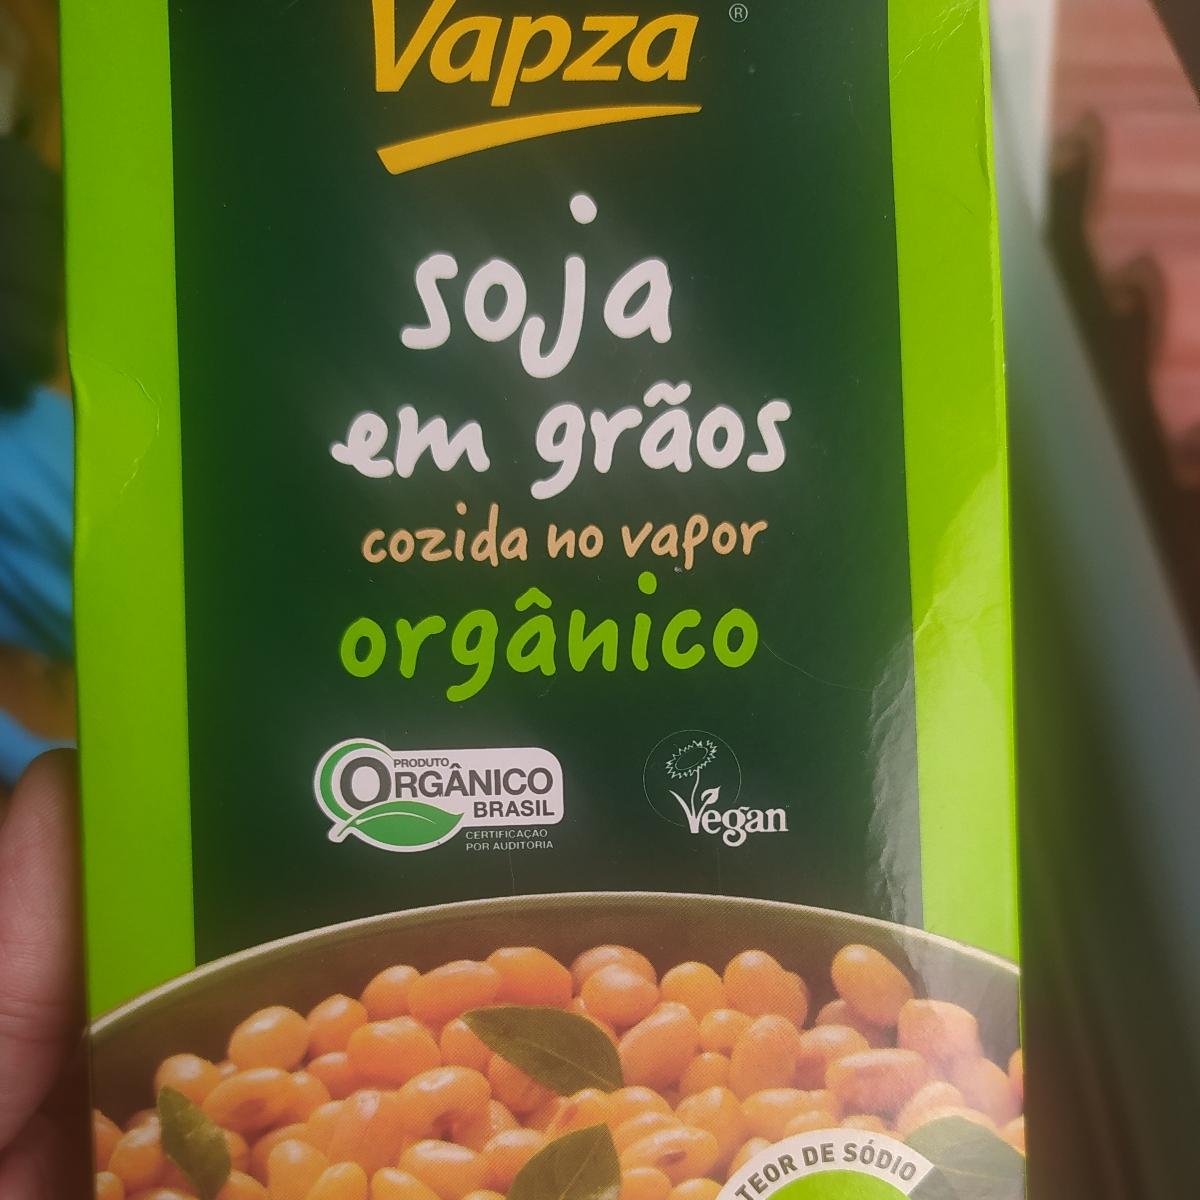 Vapza ®
soja
em grãos
cozida no vapor
orgânico
PRODUTO
ORGÂNICO
BRASIL
CERTIFICAÇÃO
POR AUDITORIA
Vegan
TEOR DE SÓDIO